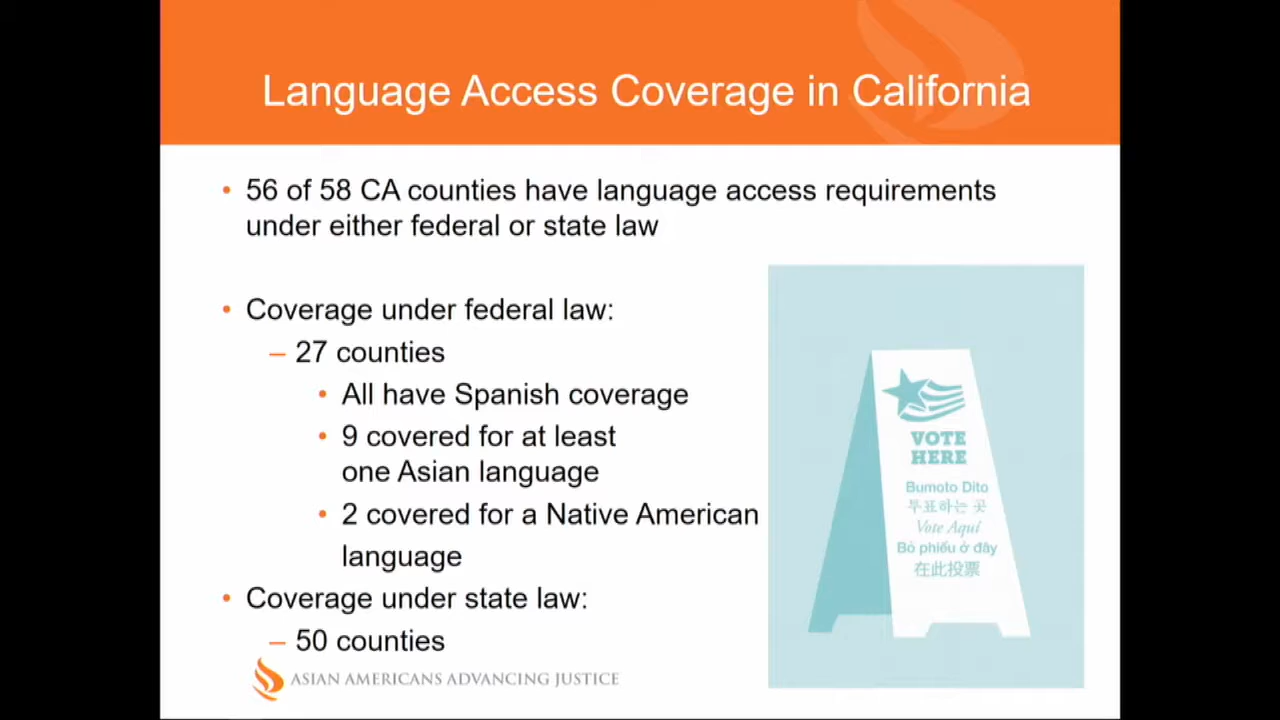 Language Access Coverage in California
• 56 of 58 CA counties have language access requirements
under either federal or state law
• Coverage under federal law:
– 27 counties
• All have Spanish coverage
• 9 covered for at least
one Asian language
• 2 covered for a Native American
language
• Coverage under state law:
– 50 counties
VOTE
HERE
Bumoto Dito
투표하는 곳
Vote Aquí
Bỏ phiếu ở đây
在此投票
ASIAN AMERICANS ADVANCING JUSTICE